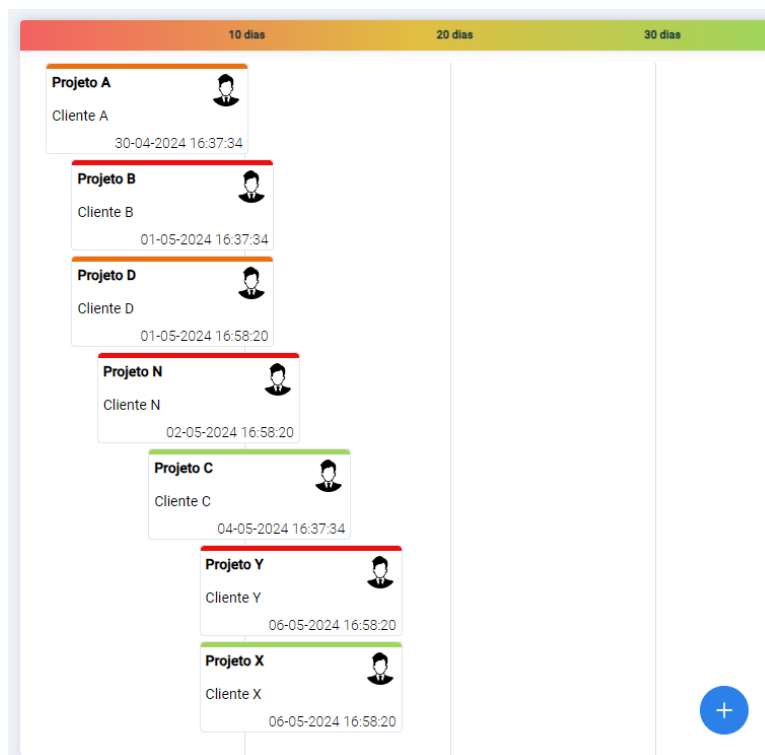 10 dias
20 dias
30 dias
Projeto A
Cliente A
30-04-2024 16:37:34
Projeto B
Cliente B
01-05-2024 16:37:34
Projeto D
Cliente D
01-05-2024 16:58:20
Projeto N
Cliente N
02-05-2024 16:58:20
Projeto C
Cliente C
04-05-2024 16:37:34
Projeto Y
Cliente Y
06-05-2024 16:58:20
Projeto X
Cliente X
06-05-2024 16:58:20